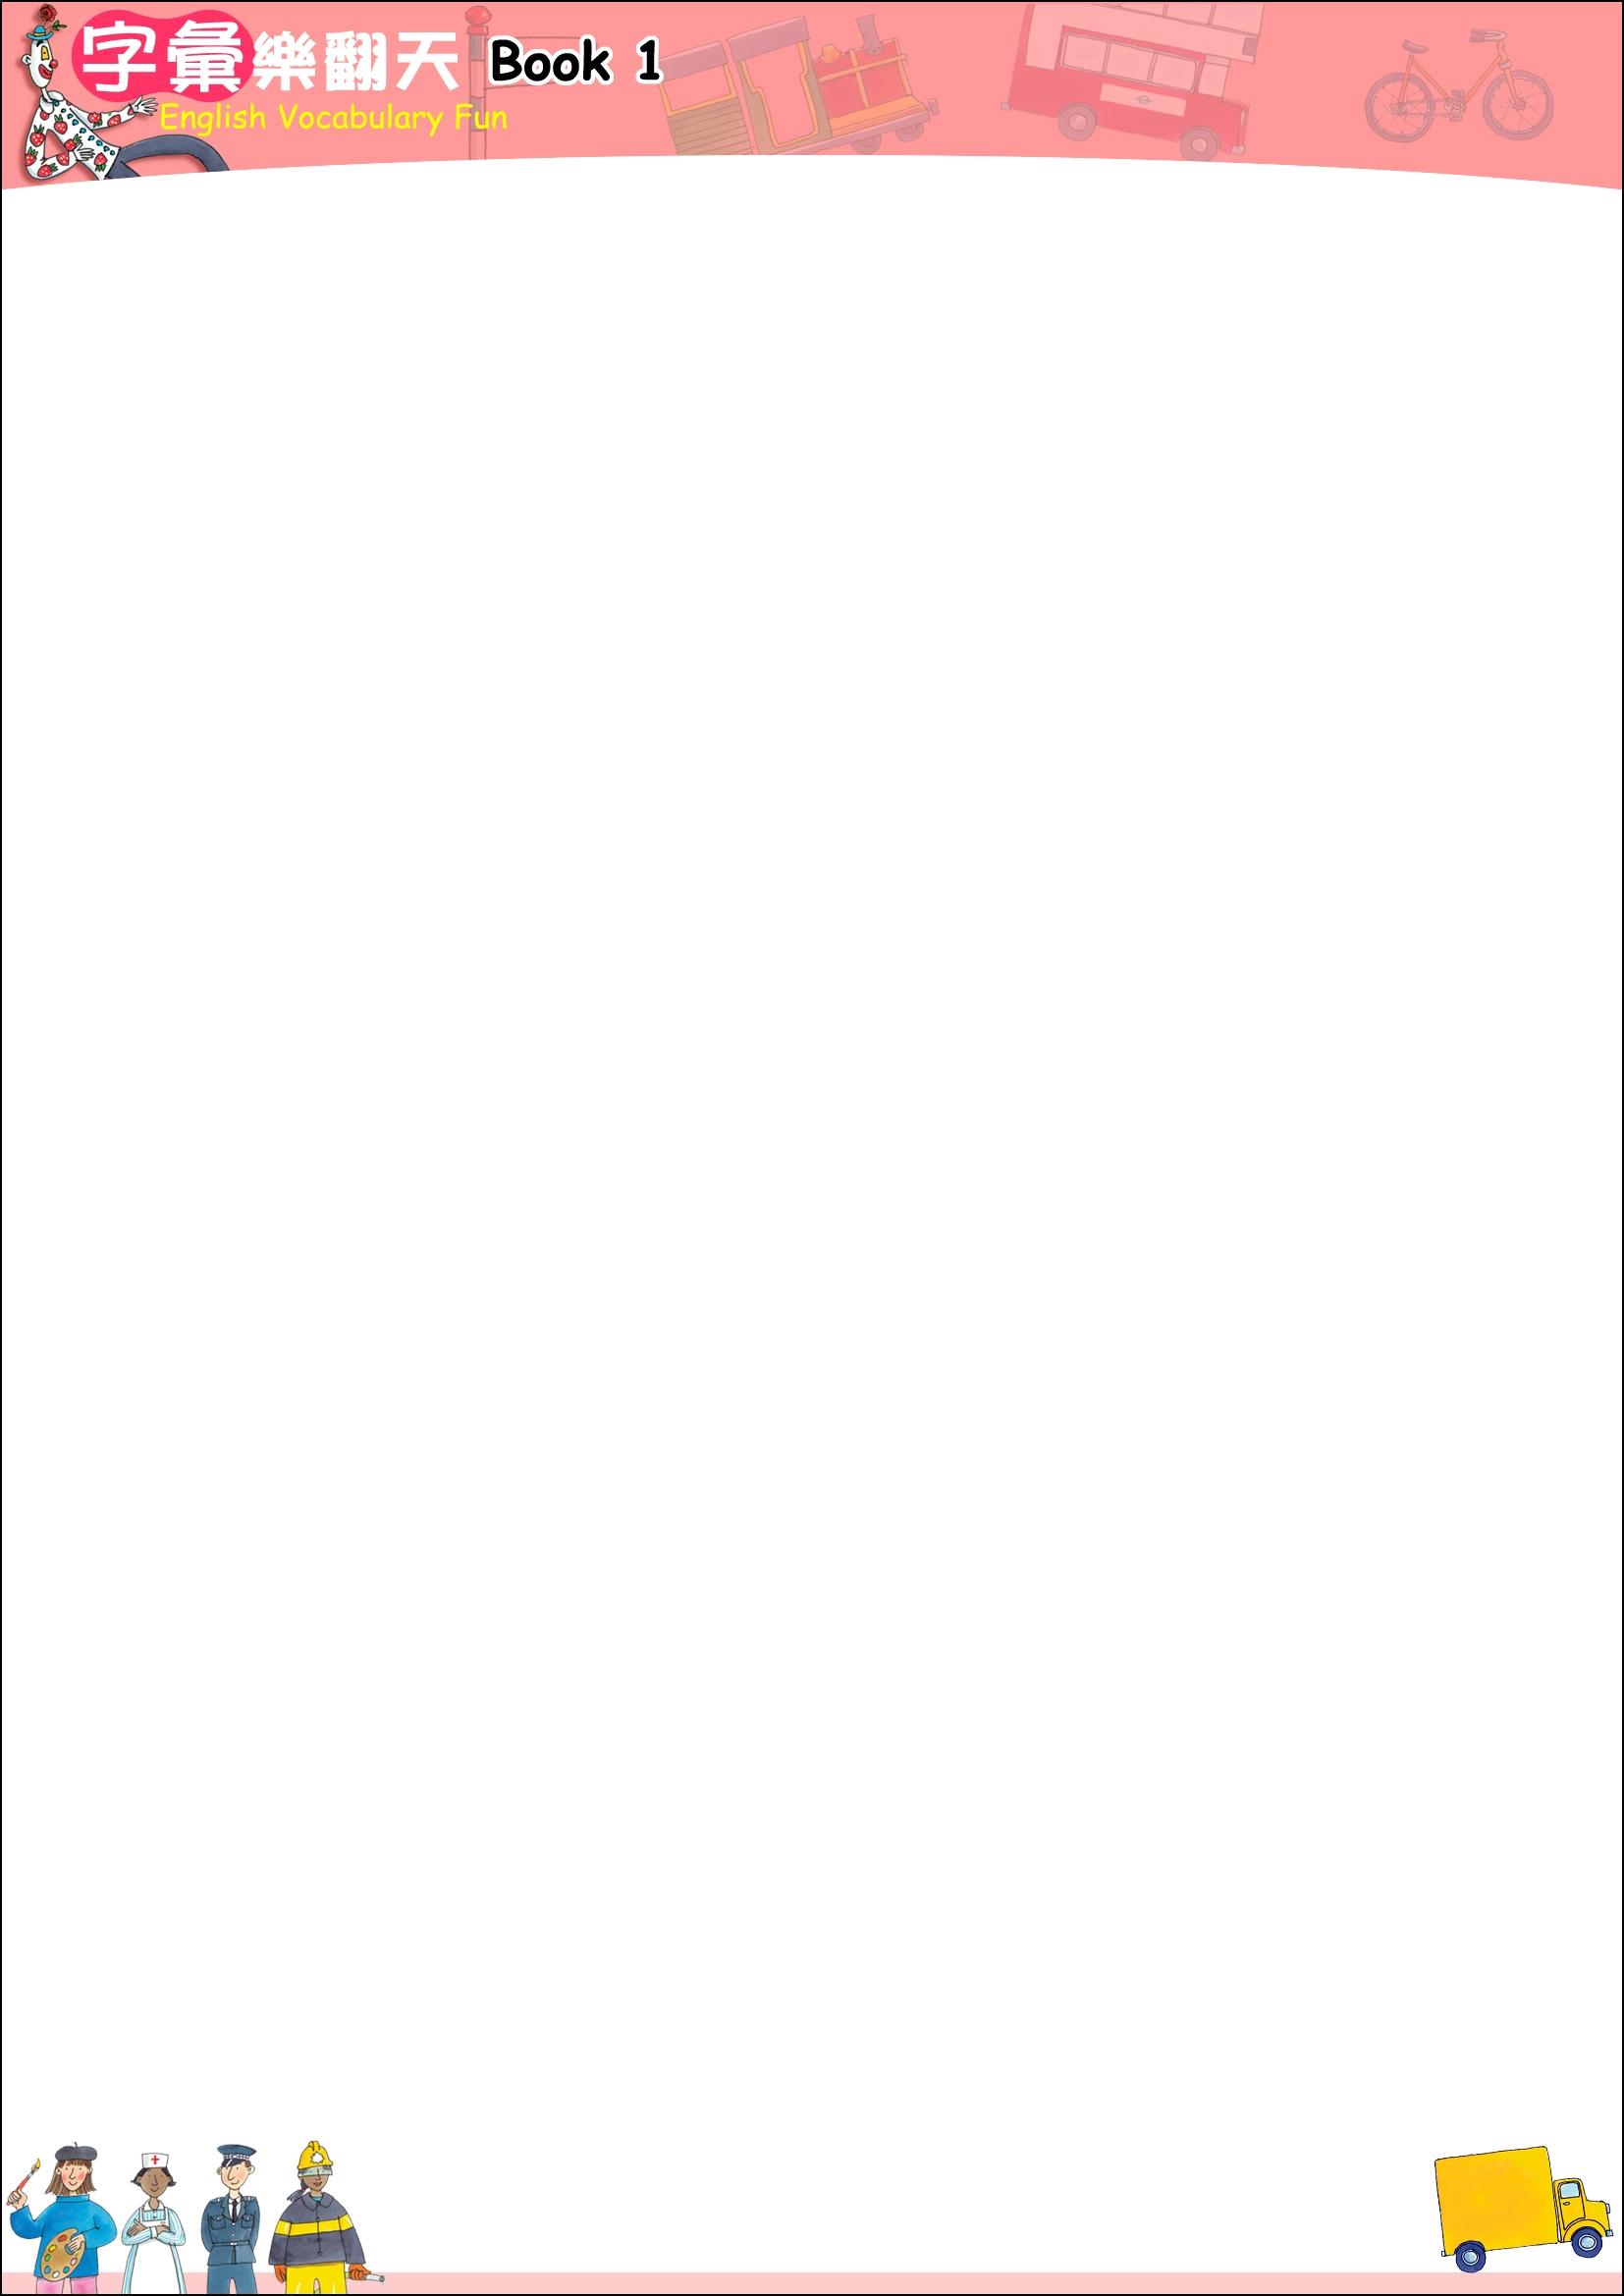 字彙樂翻天 Book 1
English Vocabulary Fun